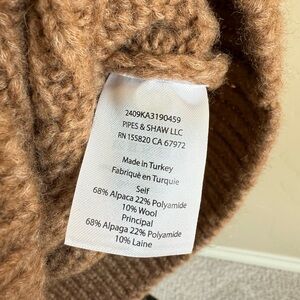 2409KA3190459
PIPES & SHAW LLC
RN 155820 CA 67972
Made in Turkey
Fabriqué en Turquie
Self
68% Alpaca 22% Polyamide
10% Wool
Principal
68% Alpaga 22% Polyamide
10% Laine